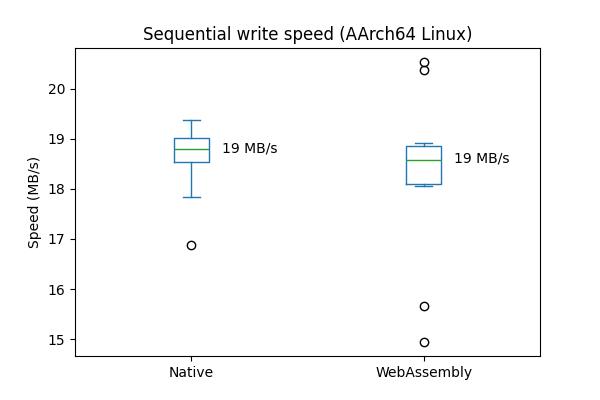 Sequential write speed (AArch64 Linux)
Speed (MB/s)
20
19
18
17
16
15
19 MB/s
19 MB/s
Native
WebAssembly